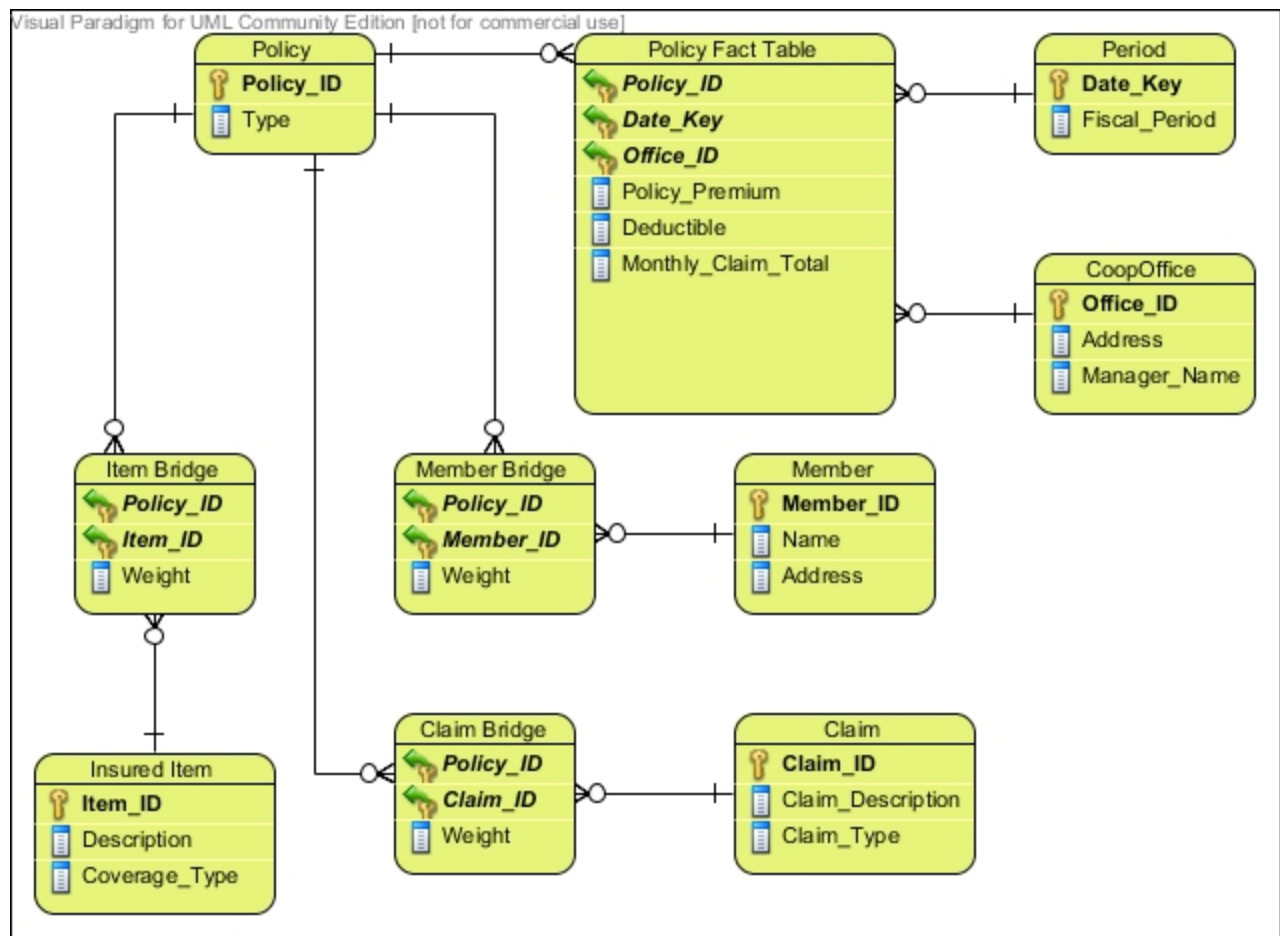 Visual Paradigm for UML Community Edition [not for commercial use]
Policy
Policy_ID
Type
Policy Fact Table
Policy_ID
Date_Key
Office_ID
Policy_Premium
Deductible
Monthly_Claim_Total
Period
Date_Key
Fiscal_Period
CoopOffice
Office_ID
Address
Manager_Name
Item Bridge
Policy_ID
Item_ID
Weight
Member Bridge
Policy_ID
Member_ID
Weight
Member
Member_ID
Name
Address
Insured Item
Item_ID
Description
Coverage_Type
Claim Bridge
Policy_ID
Claim_ID
Weight
Claim
Claim_ID
Claim_Description
Claim_Type